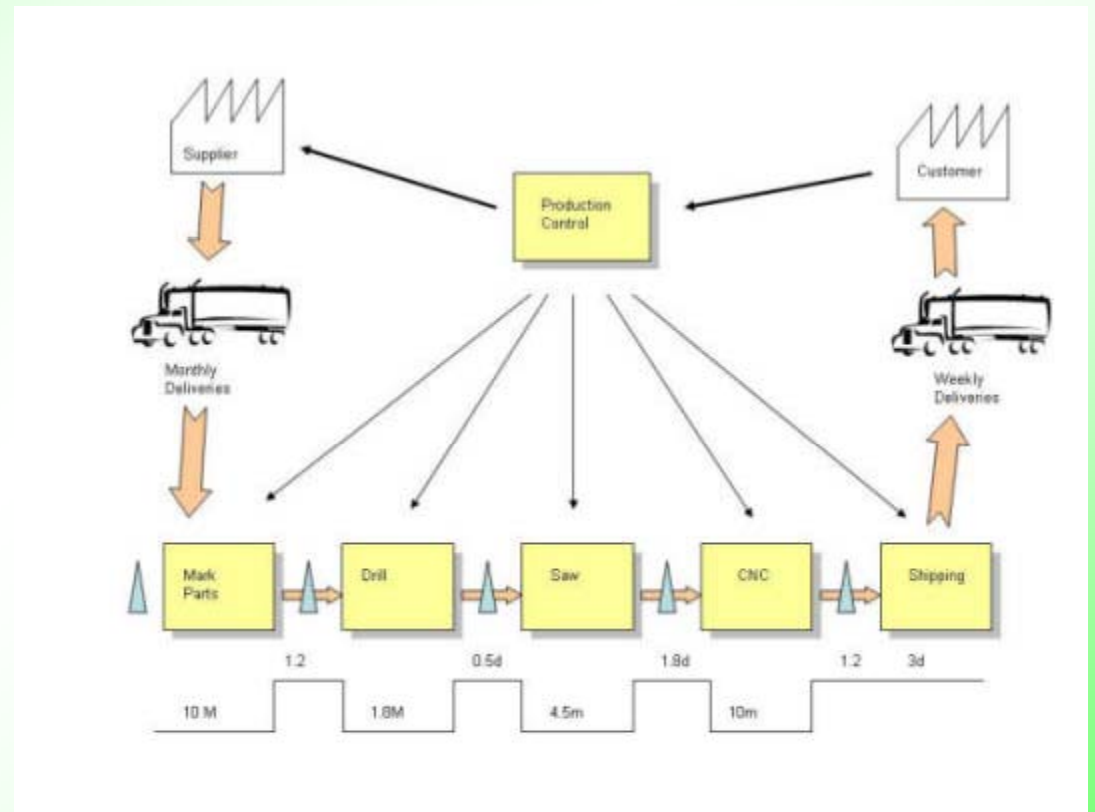 Supplier
Customer
Production
Control
Monthly
Deliveries
Weekly
Deliveries
Mark
Parts
Drill
Saw
CNC
Shipping
1.2
0.5d
1.8d
1.2
3d
10 M
1.8M
4.5m
10m